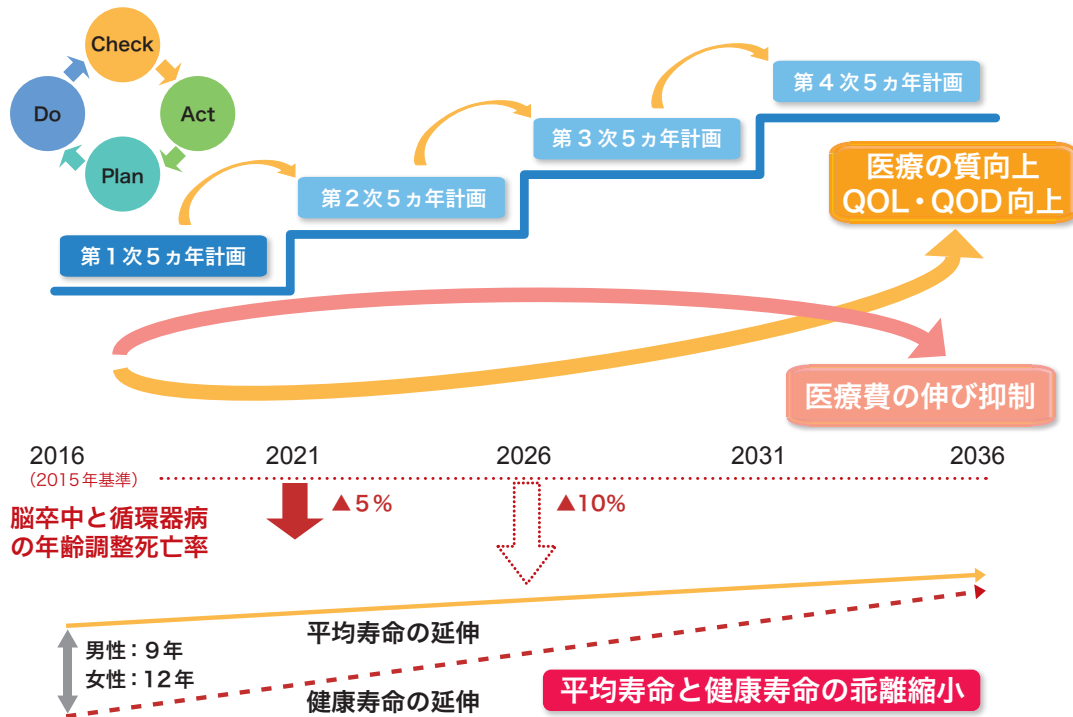 Check
Do
Act
Plan
第1次5ヵ年計画
第2次5ヵ年計画
第3次5ヵ年計画
第4次5ヵ年計画
医療の質向上
QOL・QOD向上
医療費の伸び抑制
2016
2021
2026
2031
2036
(2015年基準)
▲5%
▲10%
脳卒中と循環器病
の年齢調整死亡率
平均寿命の延伸
男性：9年
女性：12年
健康寿命の延伸
平均寿命と健康寿命の乖離縮小